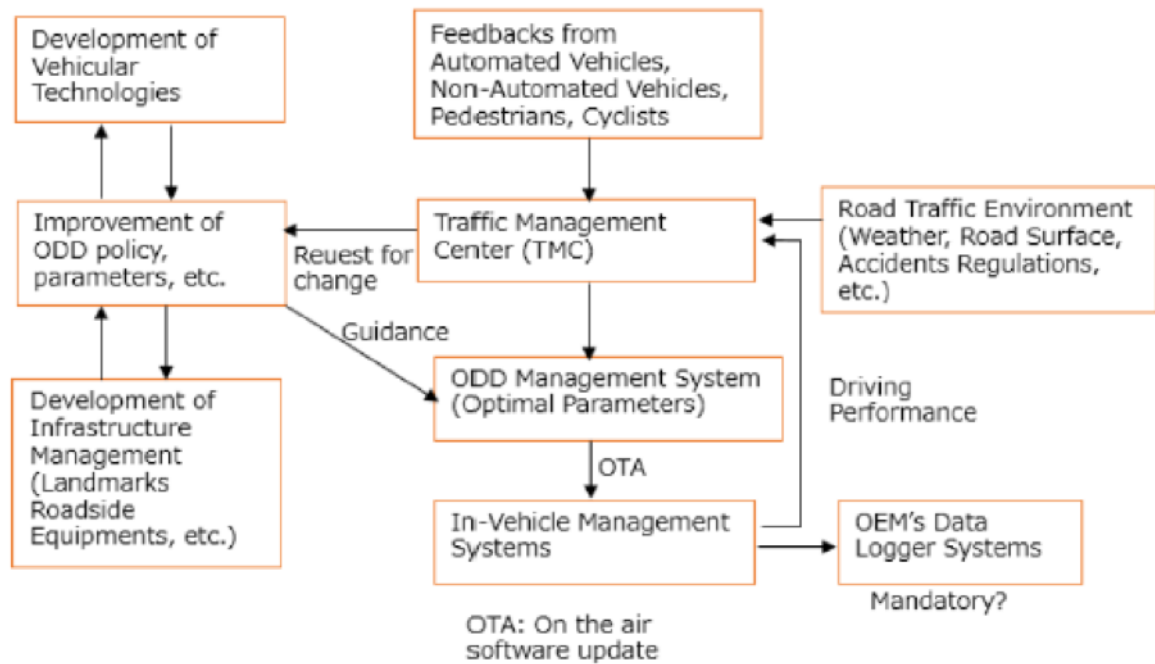 Development of
Vehicular
Technologies
Feedbacks from
Automated Vehicles,
Non-Automated Vehicles,
Pedestrians, Cyclists
Improvement of
ODD policy,
parameters, etc.
Reuest for
change
Traffic Management
Center (TMC)
Road Traffic Environment
(Weather, Road Surface,
Accidents Regulations,
etc.)
Guidance
ODD Management System
(Optimal Parameters)
Driving
Performance
Development of
Infrastructure
Management
(Landmarks
Roadside
Equipments, etc.)
OTA
In-Vehicle Management
Systems
OEM's Data
Logger Systems
Mandatory?
OTA: On the air
software update